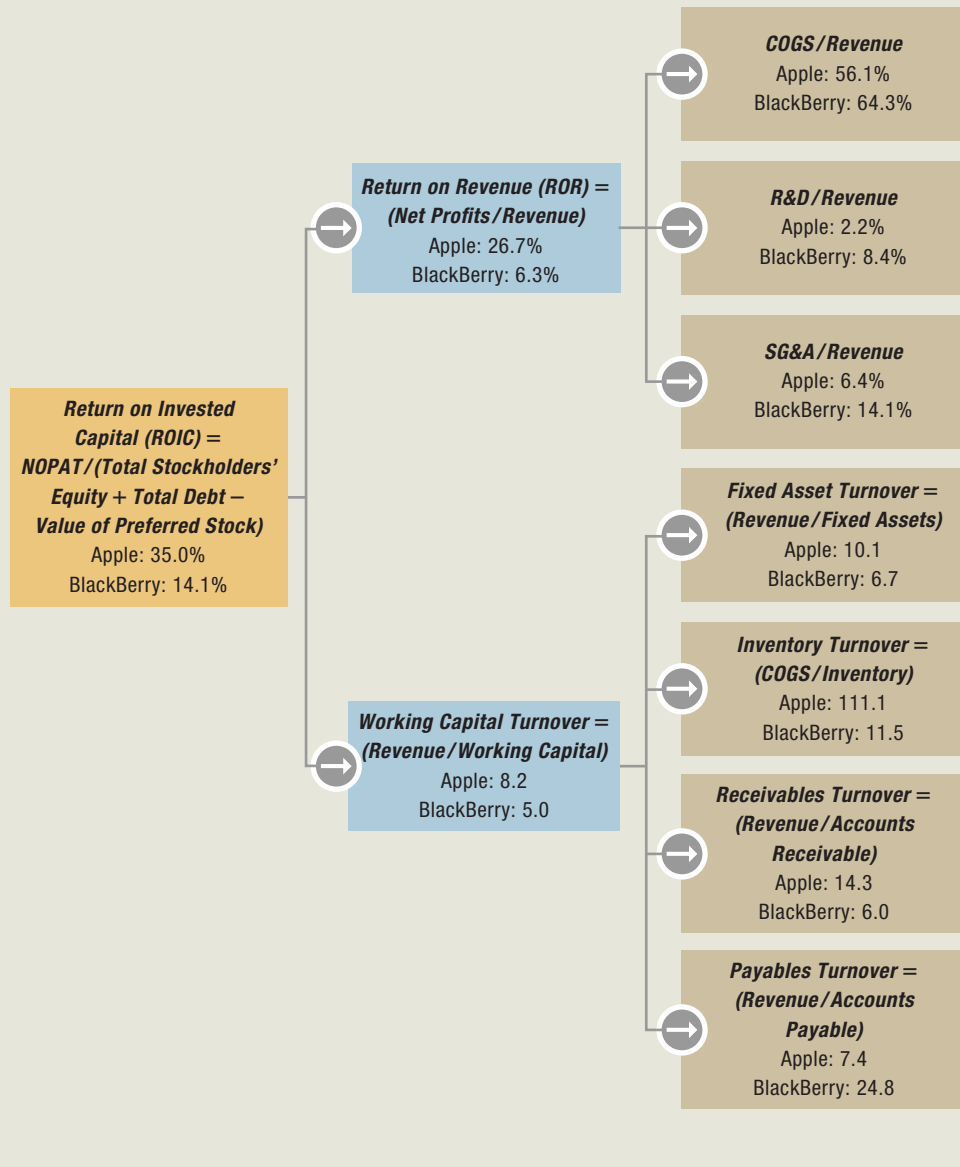 Return on Invested
Capital (ROIC) =
NOPAT/(Total Stockholders’
Equity + Total Debt −
Value of Preferred Stock)
Apple: 35.0%
BlackBerry: 14.1%
Return on Revenue (ROR) =
(Net Profits/Revenue)
Apple: 26.7%
BlackBerry: 6.3%
COGS/Revenue
Apple: 56.1%
BlackBerry: 64.3%
R&D/Revenue
Apple: 2.2%
BlackBerry: 8.4%
SG&A/Revenue
Apple: 6.4%
BlackBerry: 14.1%
Working Capital Turnover =
(Revenue/Working Capital)
Apple: 8.2
BlackBerry: 5.0
Fixed Asset Turnover =
(Revenue/Fixed Assets)
Apple: 10.1
BlackBerry: 6.7
Inventory Turnover =
(COGS/Inventory)
Apple: 111.1
BlackBerry: 11.5
Receivables Turnover =
(Revenue/Accounts
Receivable)
Apple: 14.3
BlackBerry: 6.0
Payables Turnover =
(Revenue/Accounts
Payable)
Apple: 7.4
BlackBerry: 24.8